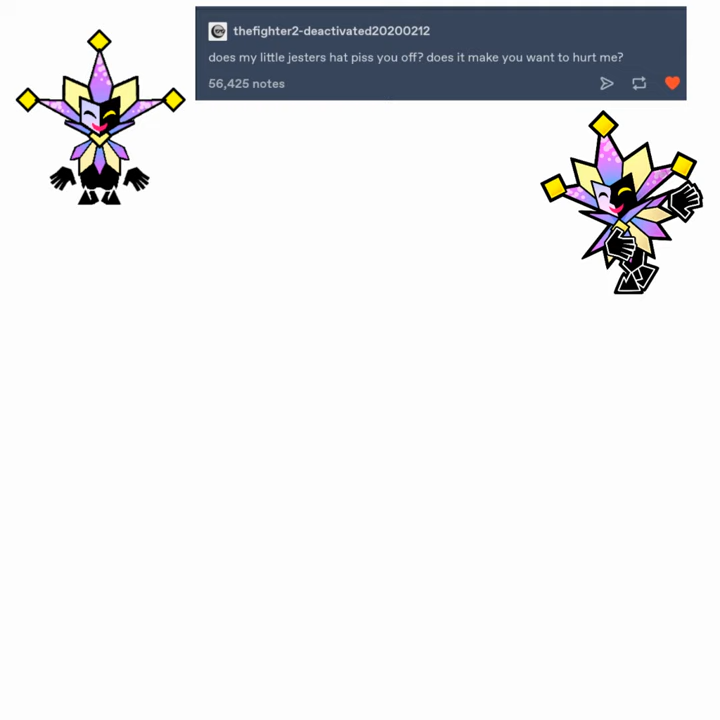 thefighter2-deactivated20200212
does my little jesters hat piss you off? does it make you want to hurt me?
56,425 notes